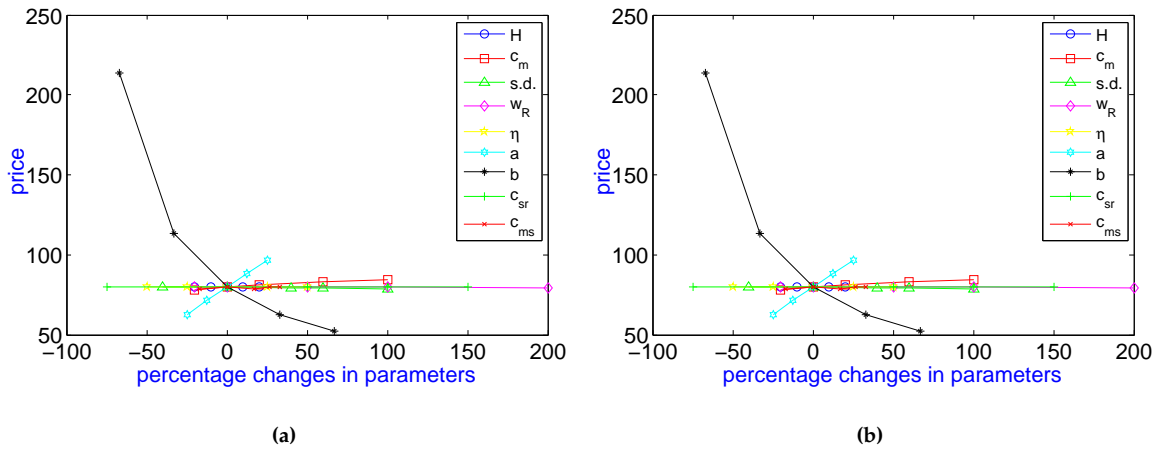 250
200
150
100
50
price
−100 −50 0 50 100 150 200
percentage changes in parameters
H
c_m
s.d.
w_R
η
a
b
c_sr
c_ms
(a)
250
200
150
100
50
price
−100 −50 0 50 100 150 200
percentage changes in parameters
H
c_m
s.d.
w_R
η
a
b
c_sr
c_ms
(b)